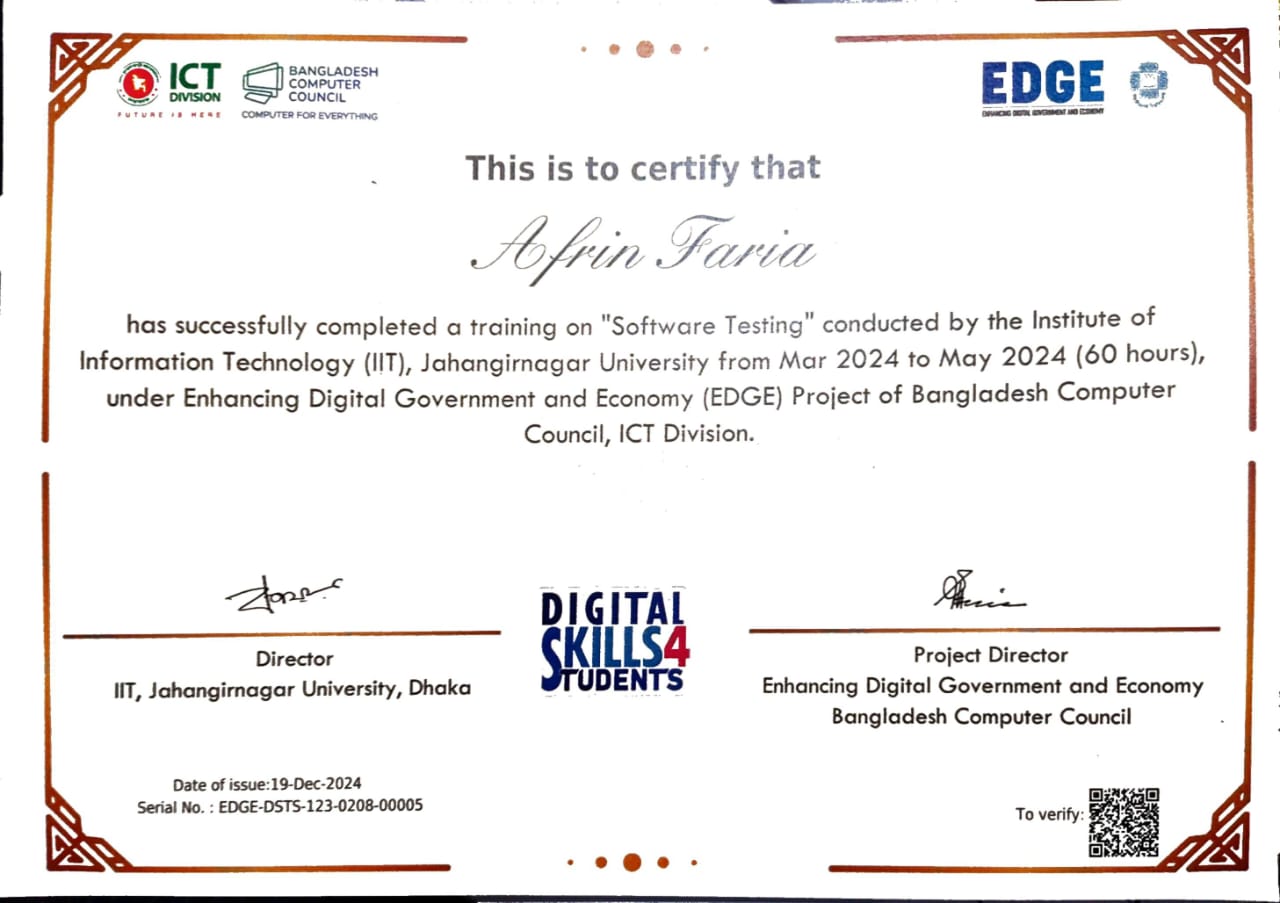 ICT
DIVISION
FUTURE IS HERE
BANGLADESH
COMPUTER
COUNCIL
COMPUTER FOR EVERYTHING
EDGE
ENHANCING DIGITAL GOVERNMENT AND ECONOMY
This is to certify that
Afrin Faria
has successfully completed a training on "Software Testing" conducted by the Institute of
Information Technology (IIT), Jahangirnagar University from Mar 2024 to May 2024 (60 hours),
under Enhancing Digital Government and Economy (EDGE) Project of Bangladesh Computer
Council, ICT Division.
Director
IIT, Jahangirnagar University, Dhaka
DIGITAL
SKILLS4
STUDENTS
Project Director
Enhancing Digital Government and Economy
Bangladesh Computer Council
Date of issue:19-Dec-2024
Serial No. : EDGE-DSTS-123-0208-00005
To verify: